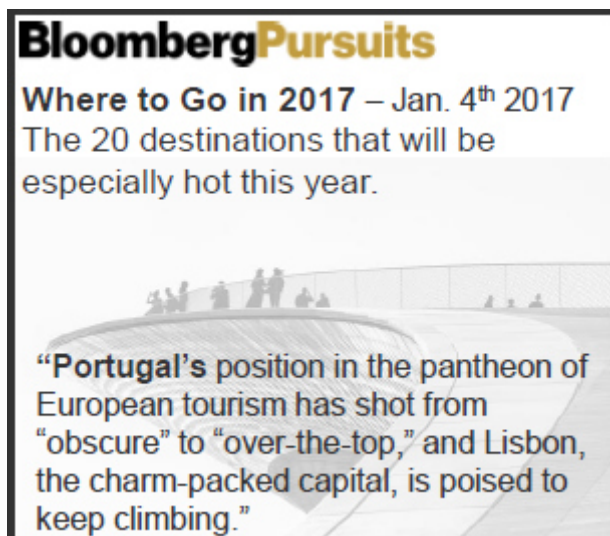 BloombergPursuits
Where to Go in 2017 – Jan. 4th 2017
The 20 destinations that will be
especially hot this year.
“Portugal’s position in the pantheon of
European tourism has shot from
“obscure” to “over-the-top,” and Lisbon,
the charm-packed capital, is poised to
keep climbing.”